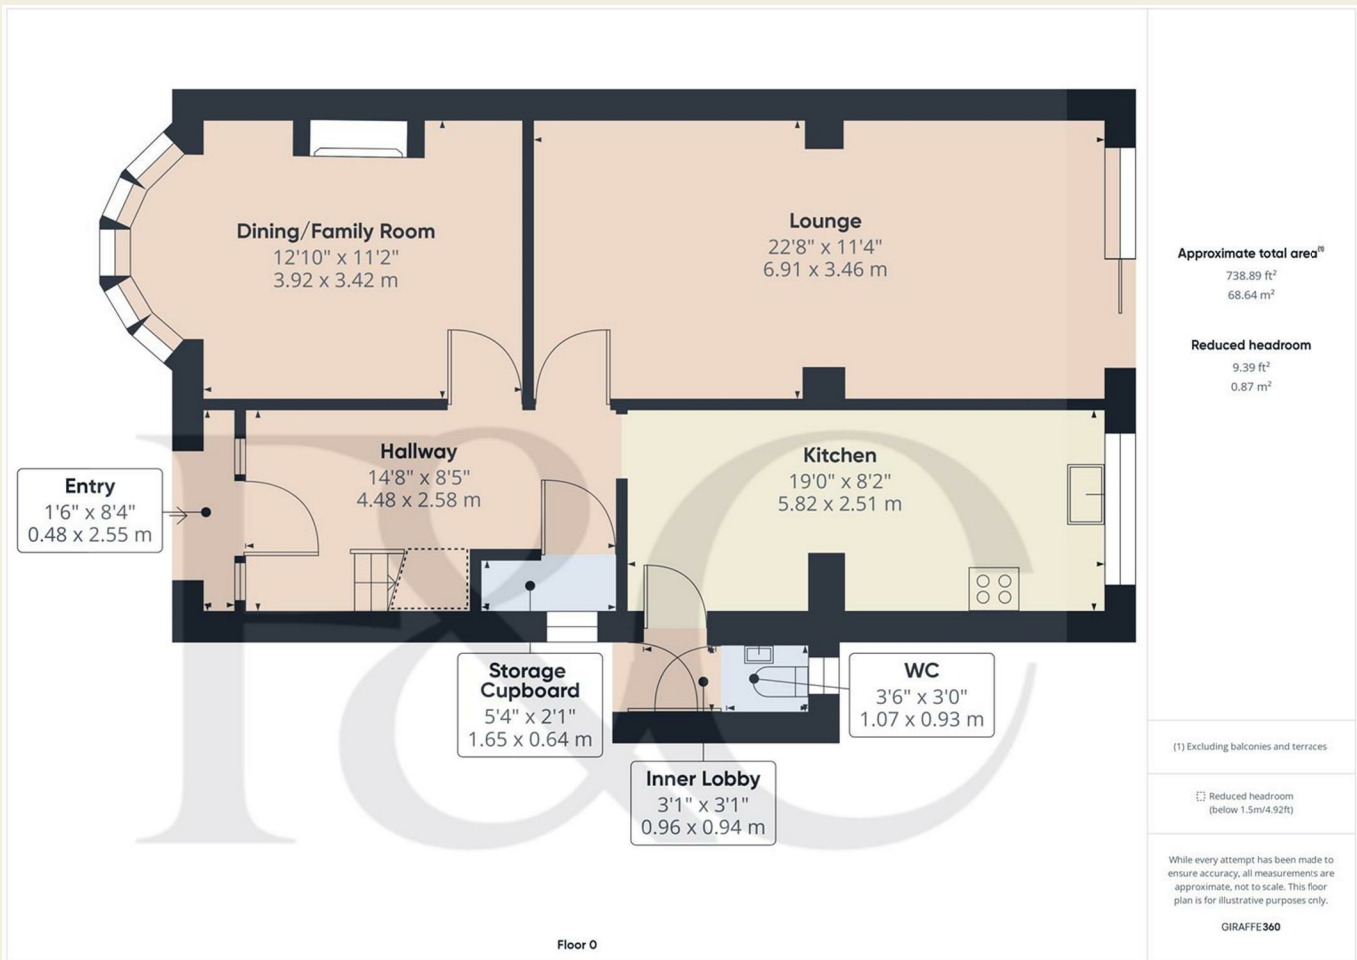 Dining/Family Room
12'10" x 11'2"
3.92 x 3.42 m
Lounge
22'8" x 11'4"
6.91 x 3.46 m
Hallway
14'8" x 8'5"
4.48 x 2.58 m
Kitchen
19'0" x 8'2"
5.82 x 2.51 m
Entry
1'6" x 8'4"
0.48 x 2.55 m
Storage
Cupboard
5'4" x 2'1"
1.65 x 0.64 m
WC
3'6" x 3'0"
1.07 x 0.93 m
Inner Lobby
3'1" x 3'1"
0.96 x 0.94 m
Floor 0
F&C
Approximate total area(1)
738.89 ft²
68.64 m²
Reduced headroom
9.39 ft²
0.87 m²
(1) Excluding balconies and terraces
Reduced headroom
(below 1.5m/4.92ft)
While every attempt has been made to
ensure accuracy, all measurements are
approximate, not to scale. This floor
plan is for illustrative purposes only.
GIRAFFE360